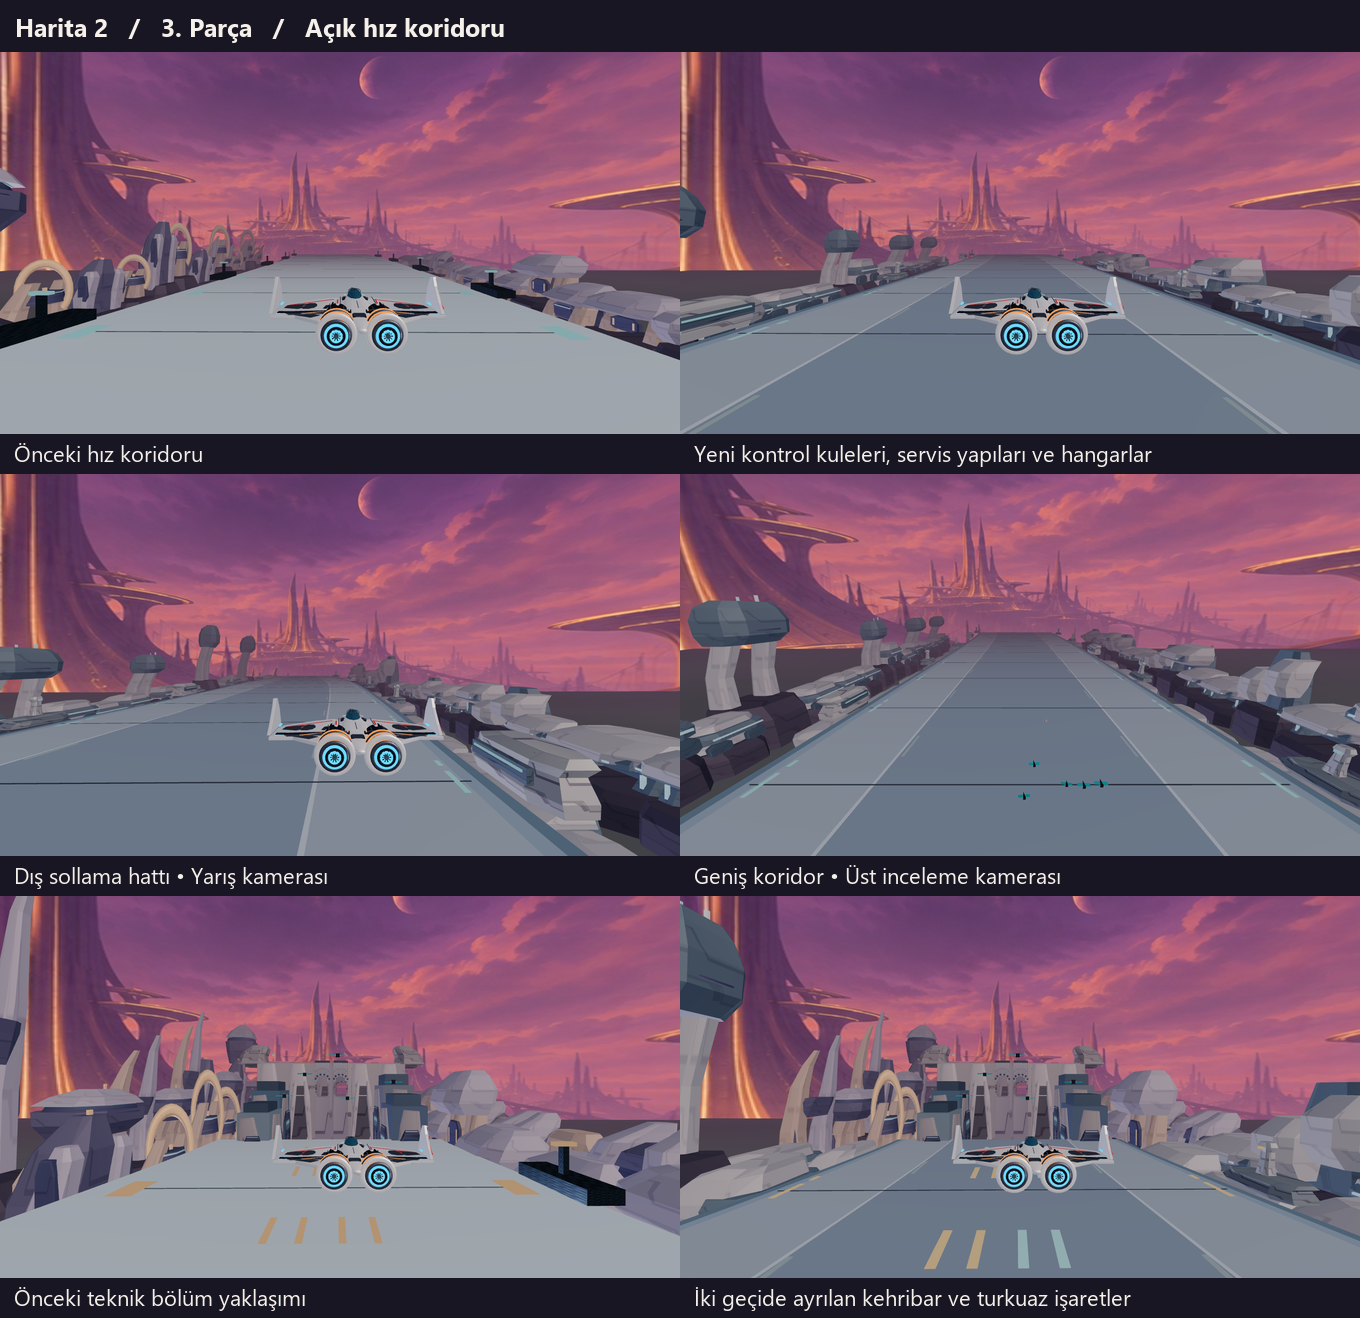 Harita 2 / 3. Parça / Açık hız koridoru
Önceki hız koridoru
Yeni kontrol kuleleri, servis yapıları ve hangarlar
Dış sollama hattı • Yarış kamerası
Geniş koridor • Üst inceleme kamerası
Önceki teknik bölüm yaklaşımı
İki geçide ayrılan kehribar ve turkuaz işaretler